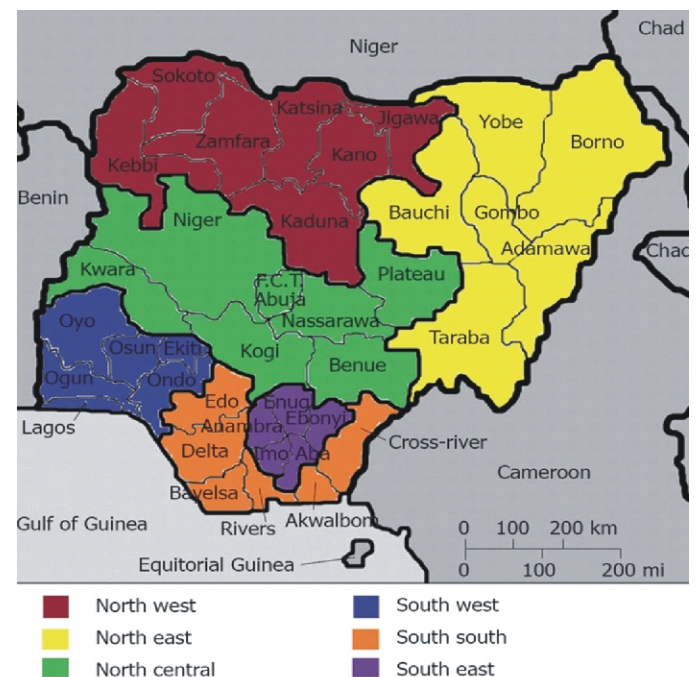 Chad
Niger
Sokoto
Katsina
Jigawa
Yobe
Borno
Zamfara
Kano
Kebbi
Benin
Niger
Kaduna
Bauchi
Gombo
Adamawa
Chad
Kwara
F.C.T
Abuja
Plateau
Nassarawa
Oyo
Osun
Ekiti
Kogi
Benue
Taraba
Ogun
Ondo
Edo
Enug
Ebonyi
Anambra
Lagos
Delta
Imo
Aba
Cross-river
Cameroon
Bayelsa
Gulf of Guinea
Rivers
Akwalbom
0 100 200 km
Equitorial Guinea
0 100 200 mi
North west
South west
North east
South south
North central
South east